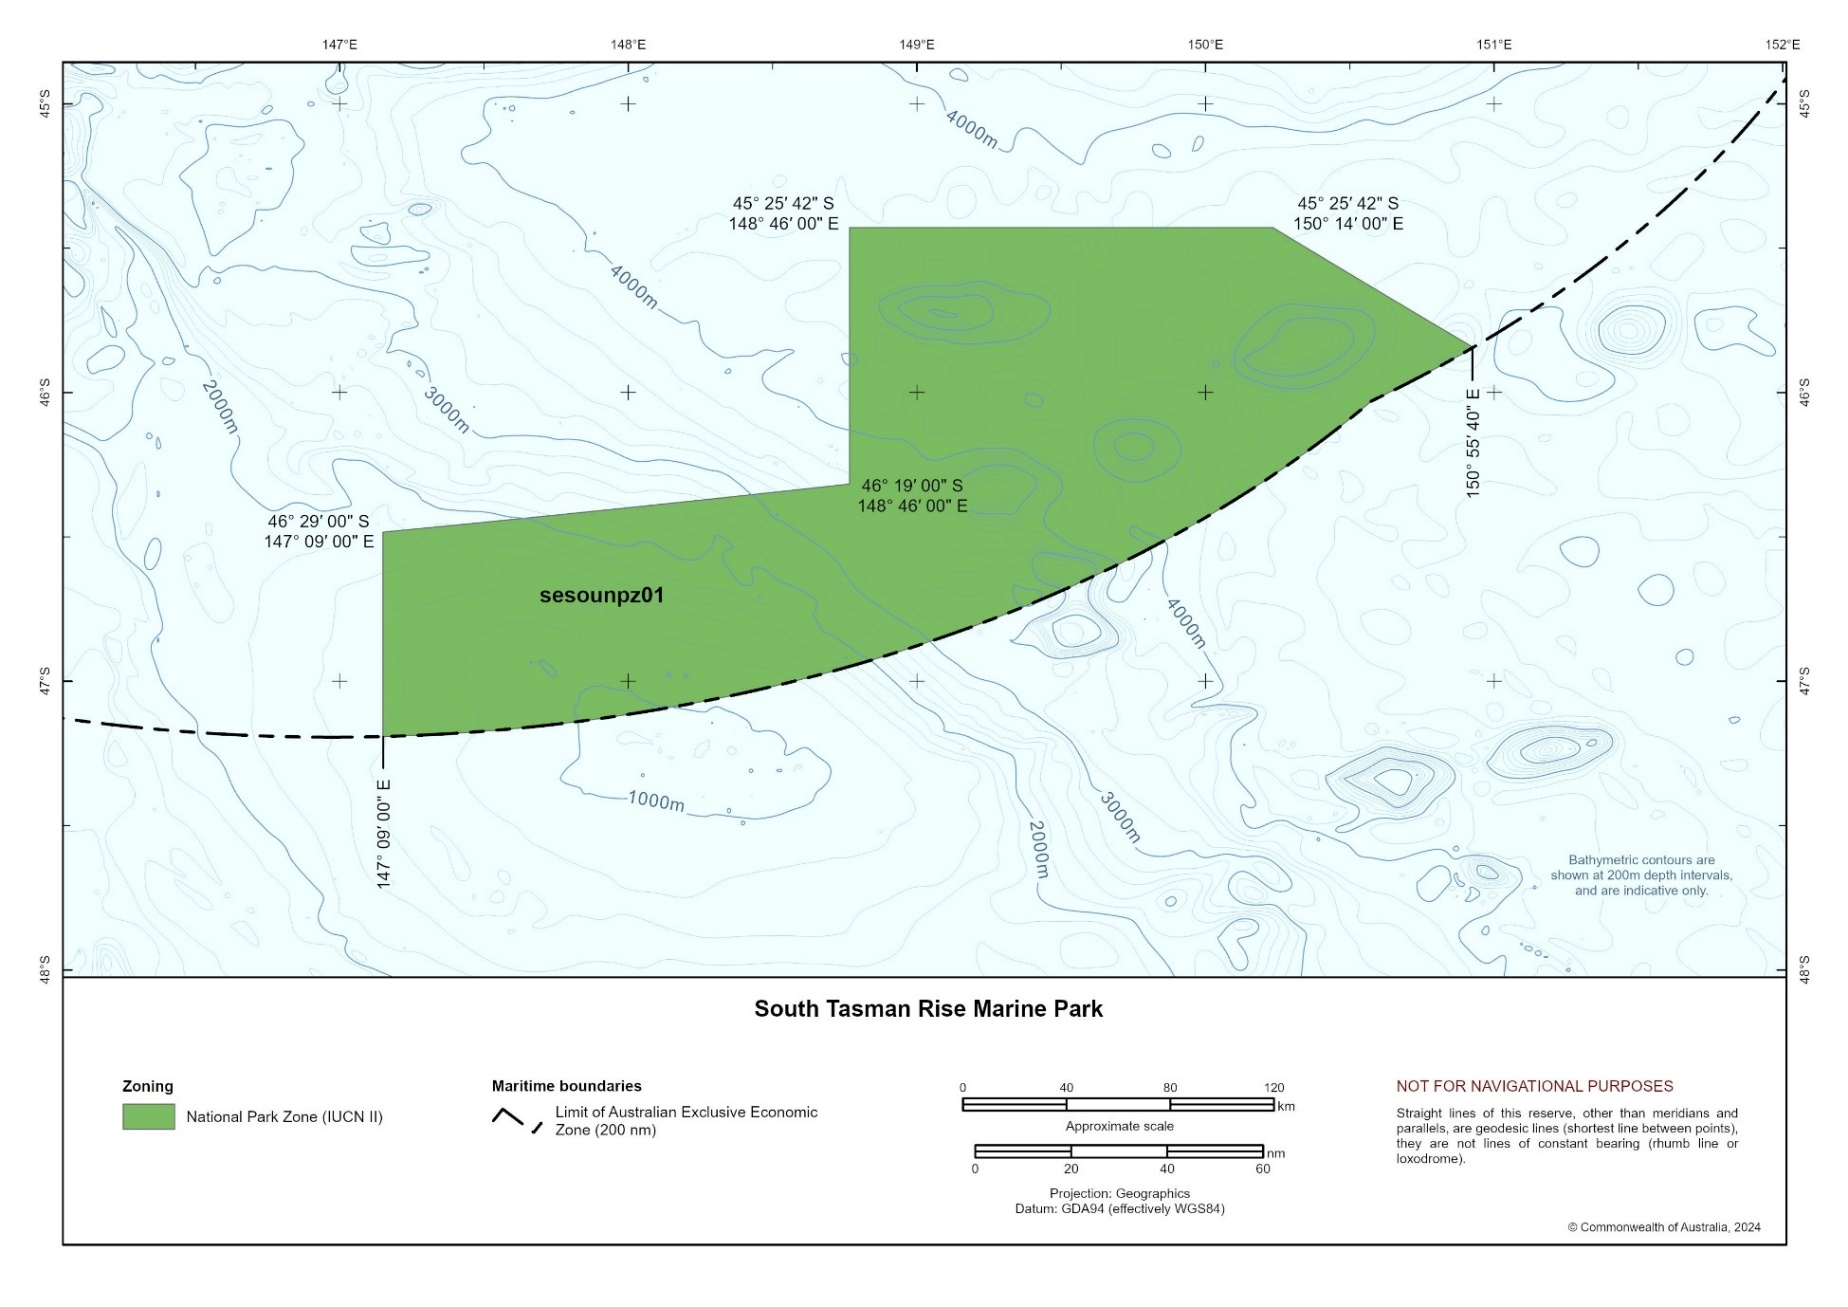 147°E
148°E
149°E
150°E
151°E
152°E
45°S
45°S
4000m
45° 25′ 42″ S
148° 46′ 00″ E
45° 25′ 42″ S
150° 14′ 00″ E
4000m
46°S
46°S
2000m
3000m
150° 55′ 40″ E
46° 19′ 00″ S
148° 46′ 00″ E
46° 29′ 00″ S
147° 09′ 00″ E
sesounpz01
4000m
47°S
47°S
147° 09′ 00″ E
1000m
3000m
2000m
Bathymetric contours are
shown at 200m depth intervals,
and are indicative only.
48°S
48°S
South Tasman Rise Marine Park
Zoning
National Park Zone (IUCN II)
Maritime boundaries
Limit of Australian Exclusive Economic
Zone (200 nm)
0 40 80 120
km
Approximate scale
nm
0 20 40 60
Projection: Geographics
Datum: GDA94 (effectively WGS84)
NOT FOR NAVIGATIONAL PURPOSES
Straight lines of this reserve, other than meridians and
parallels, are geodesic lines (shortest line between points),
they are not lines of constant bearing (rhumb line or
loxodrome).
© Commonwealth of Australia, 2024